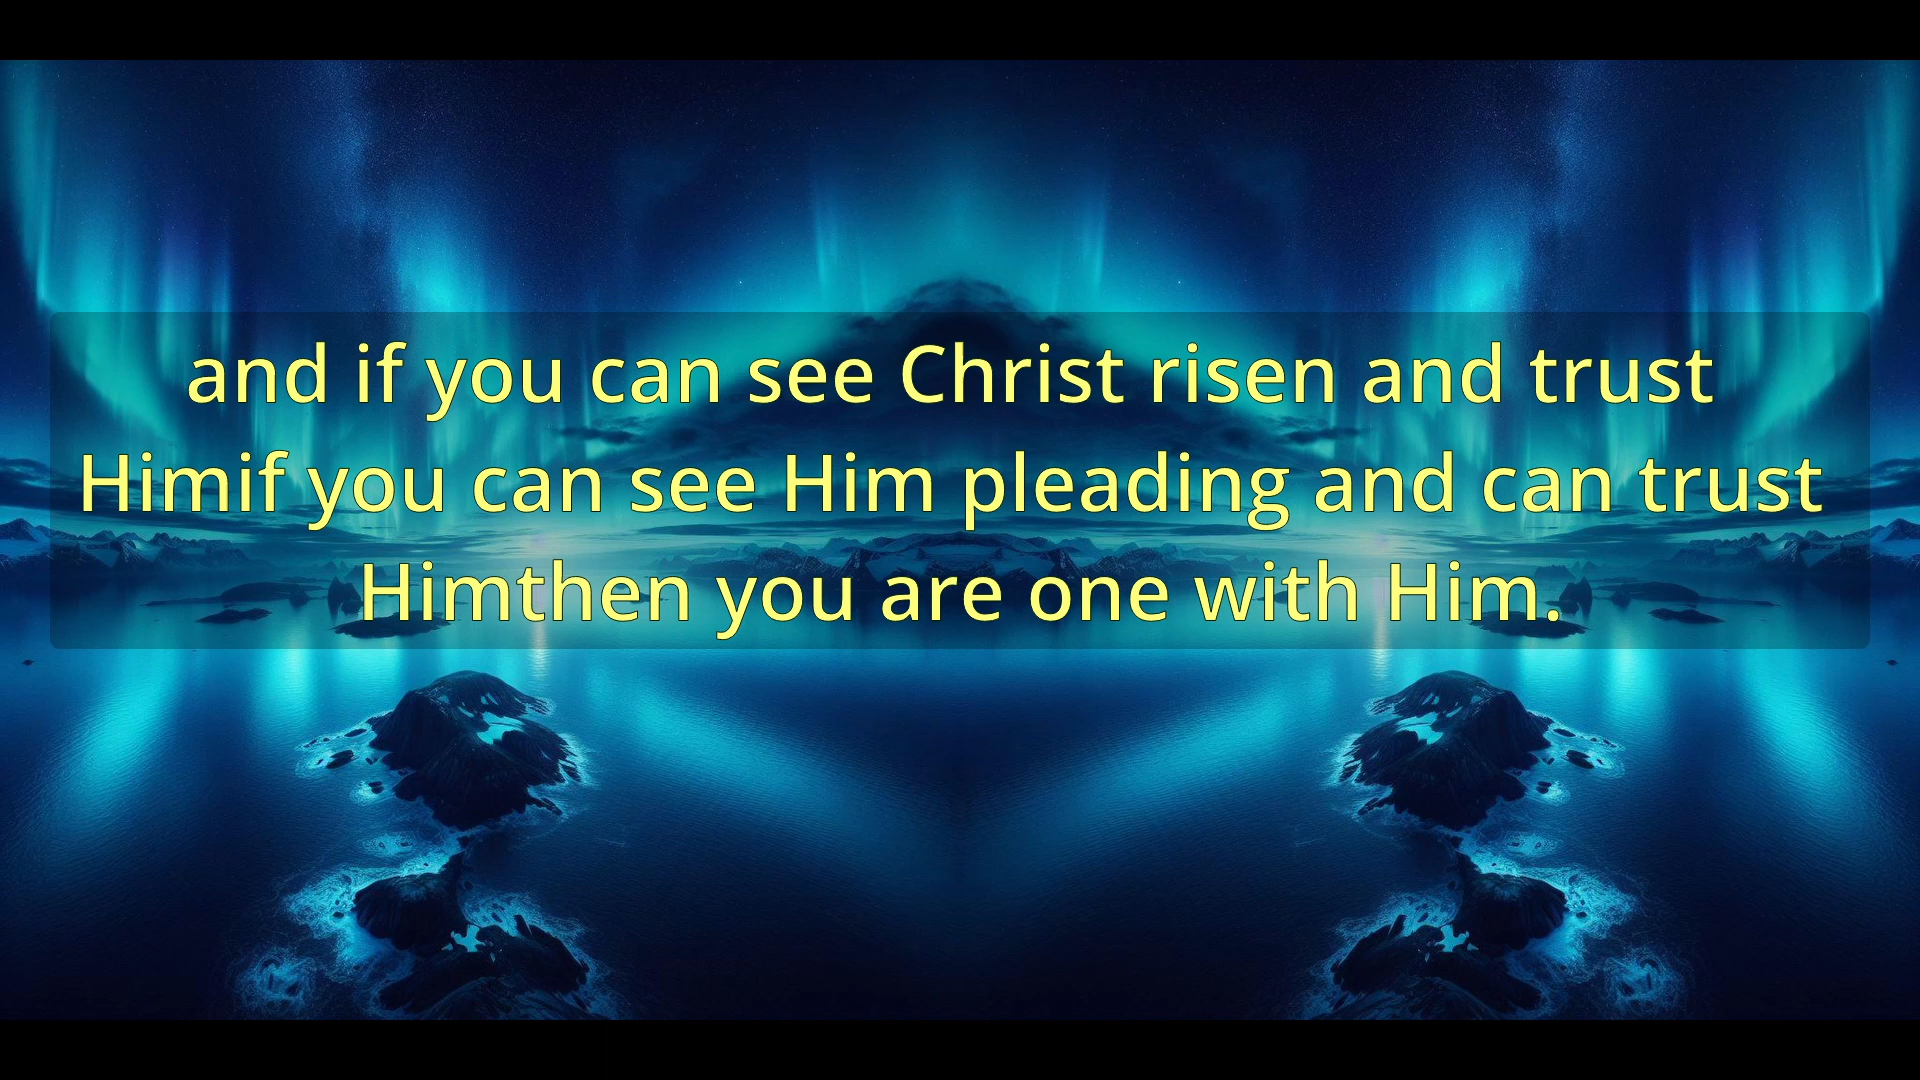 and if you can see Christ risen and trust
Himif you can see Him pleading and can trust
Himthen you are one with Him.